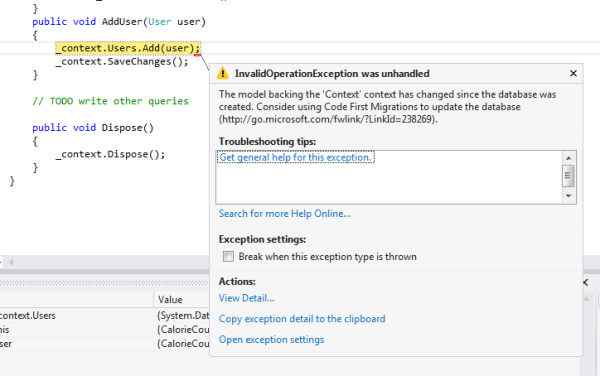 }
public void AddUser(User user)
{
_context.Users.Add(user);
_context.SaveChanges();
}
// TODO write other queries
public void Dispose()
{
_context.Dispose();
}
}
InvalidOperationException was unhandled
The model backing the 'Context' context has changed since the database was
created. Consider using Code First Migrations to update the database
(http://go.microsoft.com/fwlink/?LinkId=238269).
Troubleshooting tips:
Get general help for this exception.
Search for more Help Online...
Exception settings:
Break when this exception type is thrown
Actions:
View Detail...
Copy exception detail to the clipboard
Open exception settings
Value
context.Users {System.Dat
his {CalorieCou
ser {CalorieCou